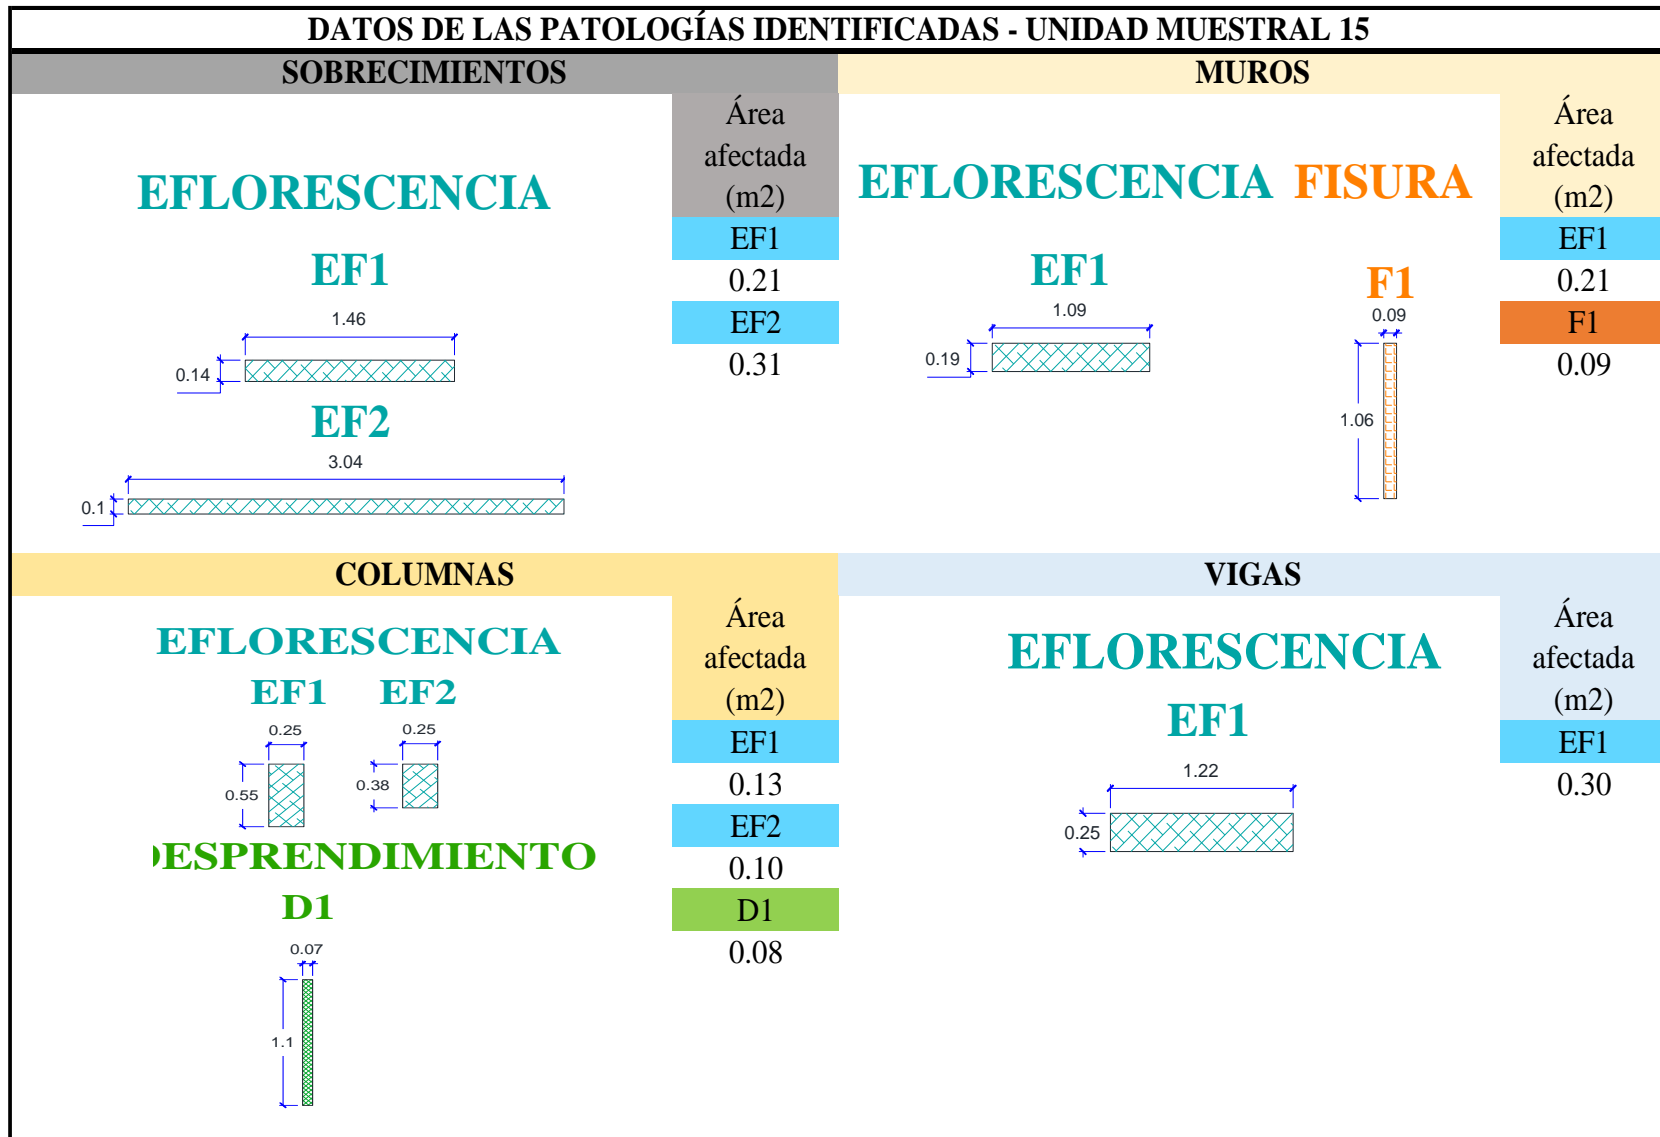 DATOS DE LAS PATOLOGÍAS IDENTIFICADAS - UNIDAD MUESTRAL 15
SOBRECIMIENTOS
EFLORESCENCIA
EF1
1.46
0.14
EF2
3.04
0.1
Área
afectada
(m2)
EF1
0.21
EF2
0.31
MUROS
EFLORESCENCIA FISURA
EF1
1.09
0.19
F1
0.09
1.06
Área
afectada
(m2)
EF1
0.21
F1
0.09
COLUMNAS
EFLORESCENCIA
EF1 EF2
0.25 0.25
0.55 0.38
DESPRENDIMIENTO
D1
0.07
1.1
Área
afectada
(m2)
EF1
0.13
EF2
0.10
D1
0.08
VIGAS
EFLORESCENCIA
EF1
1.22
0.25
Área
afectada
(m2)
EF1
0.30